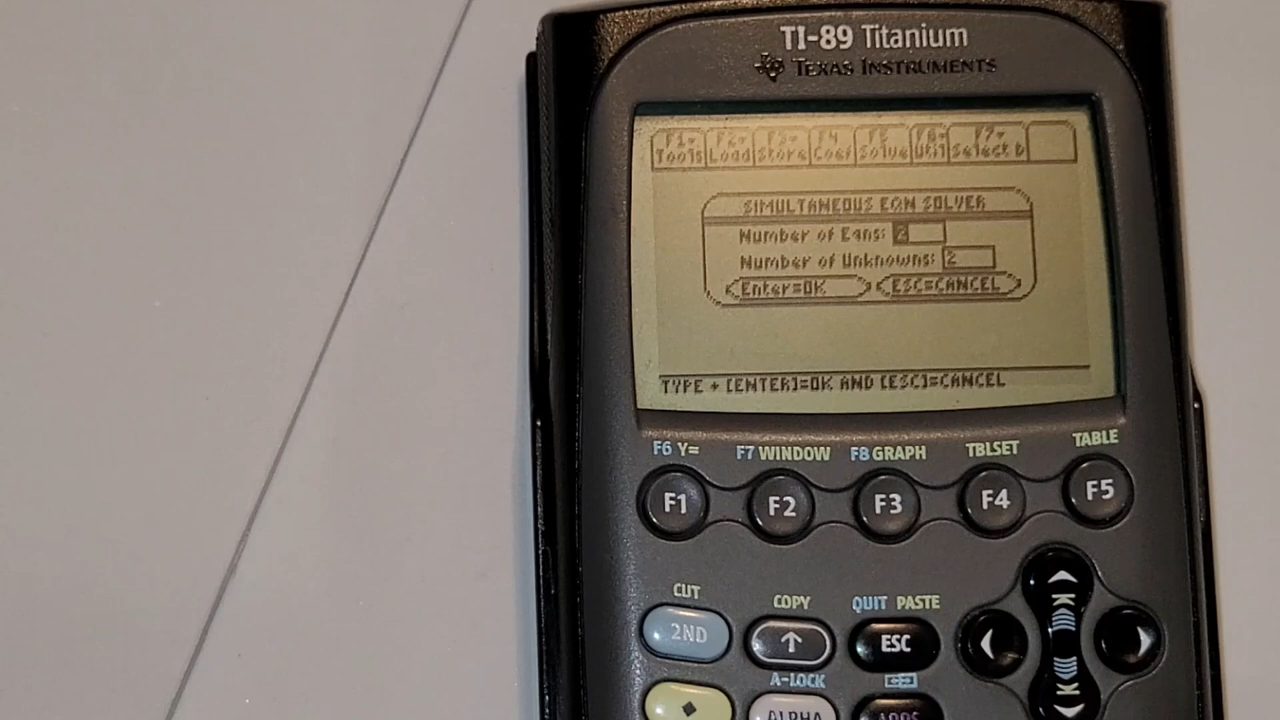 TI-89 Titanium
TEXAS INSTRUMENTS
F1 F2 F3 F4 F5 F6 F7
Tools Load Store Coef Solve Util Select D
SIMULTANEOUS EQN SOLVER
Number of Eqns: 2
Number of Unknowns: 2
Enter=OK ESC=CANCEL
TYPE + [ENTER]=OK AND [ESC]=CANCEL
F6 Y= F7 WINDOW F8 GRAPH TBLSET TABLE
F1 F2 F3 F4 F5
CUT COPY QUIT PASTE
2ND ↑ ESC
A-LOCK
ALPHA APPS